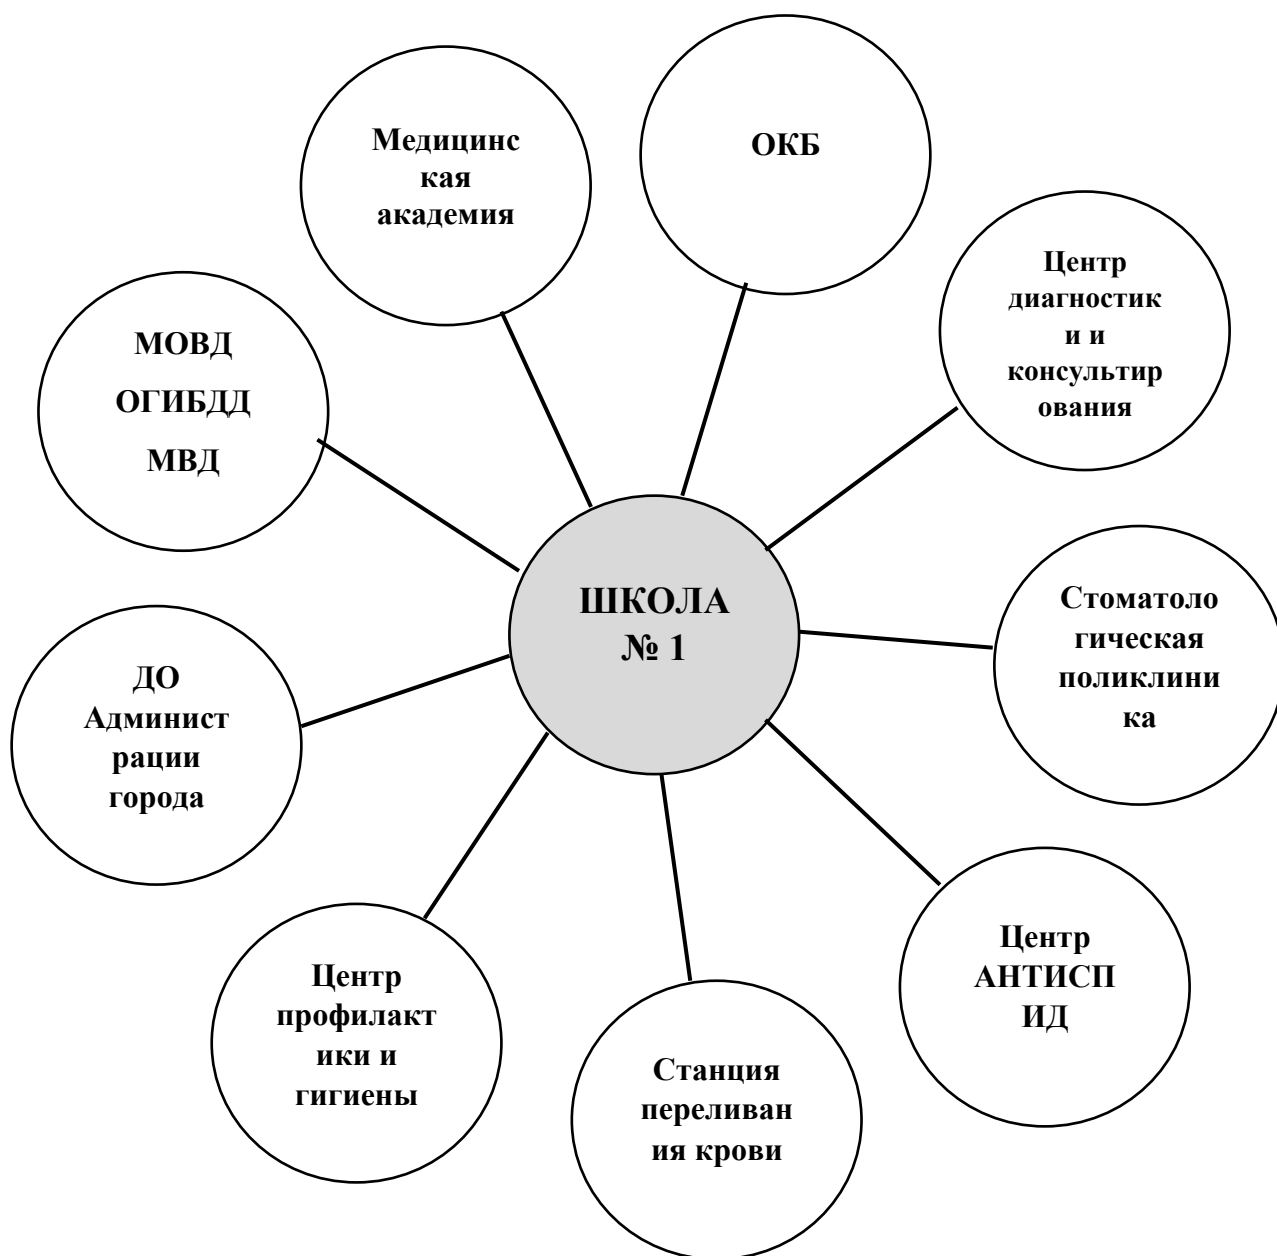 Медицинс
кая
академия
ОКБ
Центр
диагностик
и и
консультир
ования
МОВД
ОГИБДД
МВД
ШКОЛА
№ 1
Стоматоло
гическая
поликлини
ка
ДО
Админист
рации
города
Центр
АНТИСП
ИД
Центр
профилакт
ики и
гигиены
Станция
переливан
ия крови